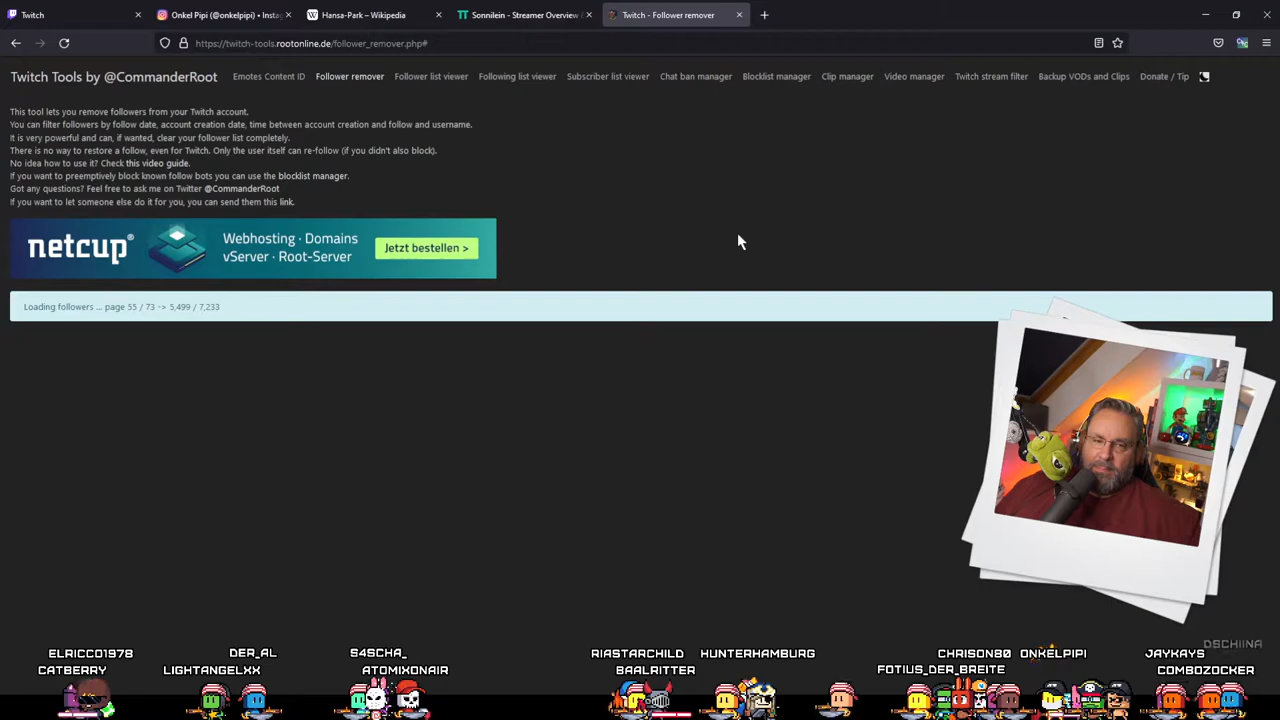 Twitch
Onkel Pipi (@onkelpipi) • Insta
Hansa-Park – Wikipedia
Sonnilein - Streamer Overview &
Twitch - Follower remover
https://twitch-tools.rootonline.de/follower_remover.php#
Twitch Tools by @CommanderRoot
Emotes Content ID
Follower remover
Follower list viewer
Following list viewer
Subscriber list viewer
Chat ban manager
Blocklist manager
Clip manager
Video manager
Twitch stream filter
Backup VODs and Clips
Donate / Tip
This tool lets you remove followers from your Twitch account.
You can filter followers by follow date, account creation date, time between account creation and follow and username.
It is very powerful and can, if wanted, clear your follower list completely.
There is no way to restore a follow, even for Twitch. Only the user itself can re-follow (if you didn't also block).
No idea how to use it? Check this video guide.
If you want to preemptively block known follow bots you can use the blocklist manager.
Got any questions? Feel free to ask me on Twitter @CommanderRoot
If you want to let someone else do it for you, you can send them this link.
netcup®
Webhosting · Domains
vServer · Root-Server
Jetzt bestellen >
Loading followers ... page 55 / 73 -> 5,499 / 7,233
DSCHIINA
ELRICCO1978
DER_AL
S4SCHA_
RIASTARCHILD
HUNTERHAMBURG
CHRISON80
ONKELPIPI
JAYKAYS
CATBERRY
LIGHTANGELXX
ATOMIXONAIR
BAALRITTER
FOTIUS_DER_BREITE
COMBOZOCKER